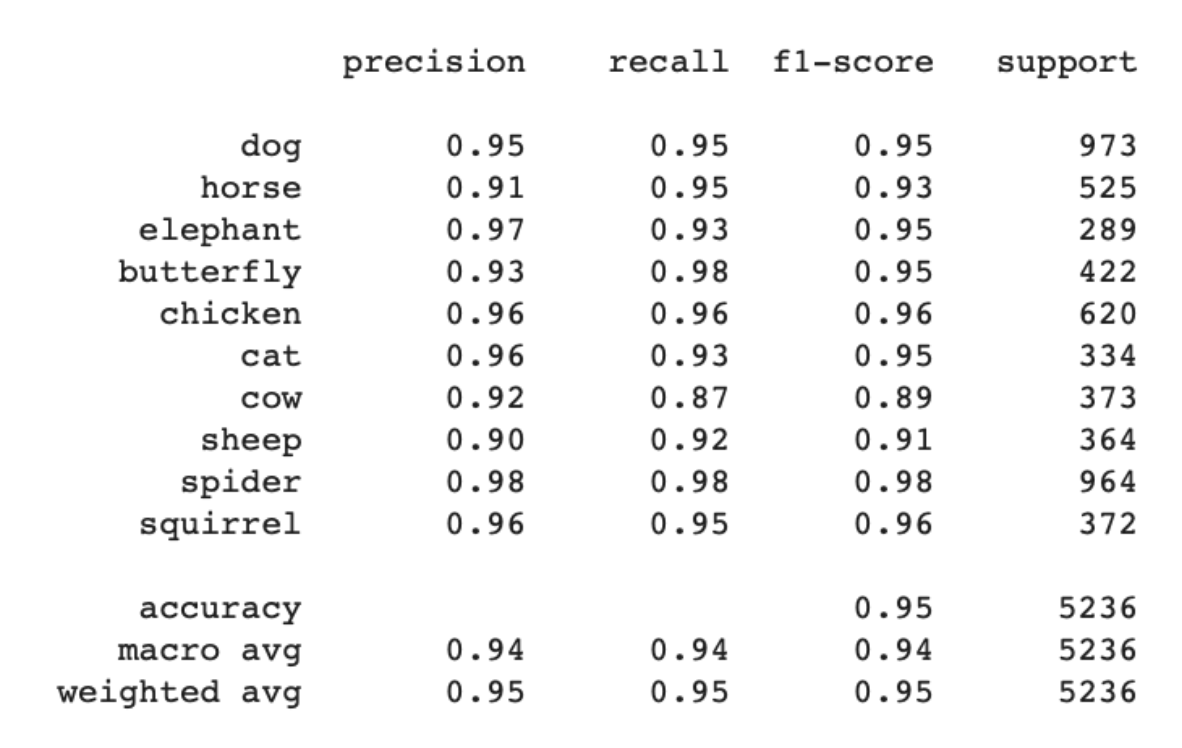 precision recall f1-score support
dog 0.95 0.95 0.95 973
horse 0.91 0.95 0.93 525
elephant 0.97 0.93 0.95 289
butterfly 0.93 0.98 0.95 422
chicken 0.96 0.96 0.96 620
cat 0.96 0.93 0.95 334
cow 0.92 0.87 0.89 373
sheep 0.90 0.92 0.91 364
spider 0.98 0.98 0.98 964
squirrel 0.96 0.95 0.96 372
accuracy 0.95 5236
macro avg 0.94 0.94 0.94 5236
weighted avg 0.95 0.95 0.95 5236